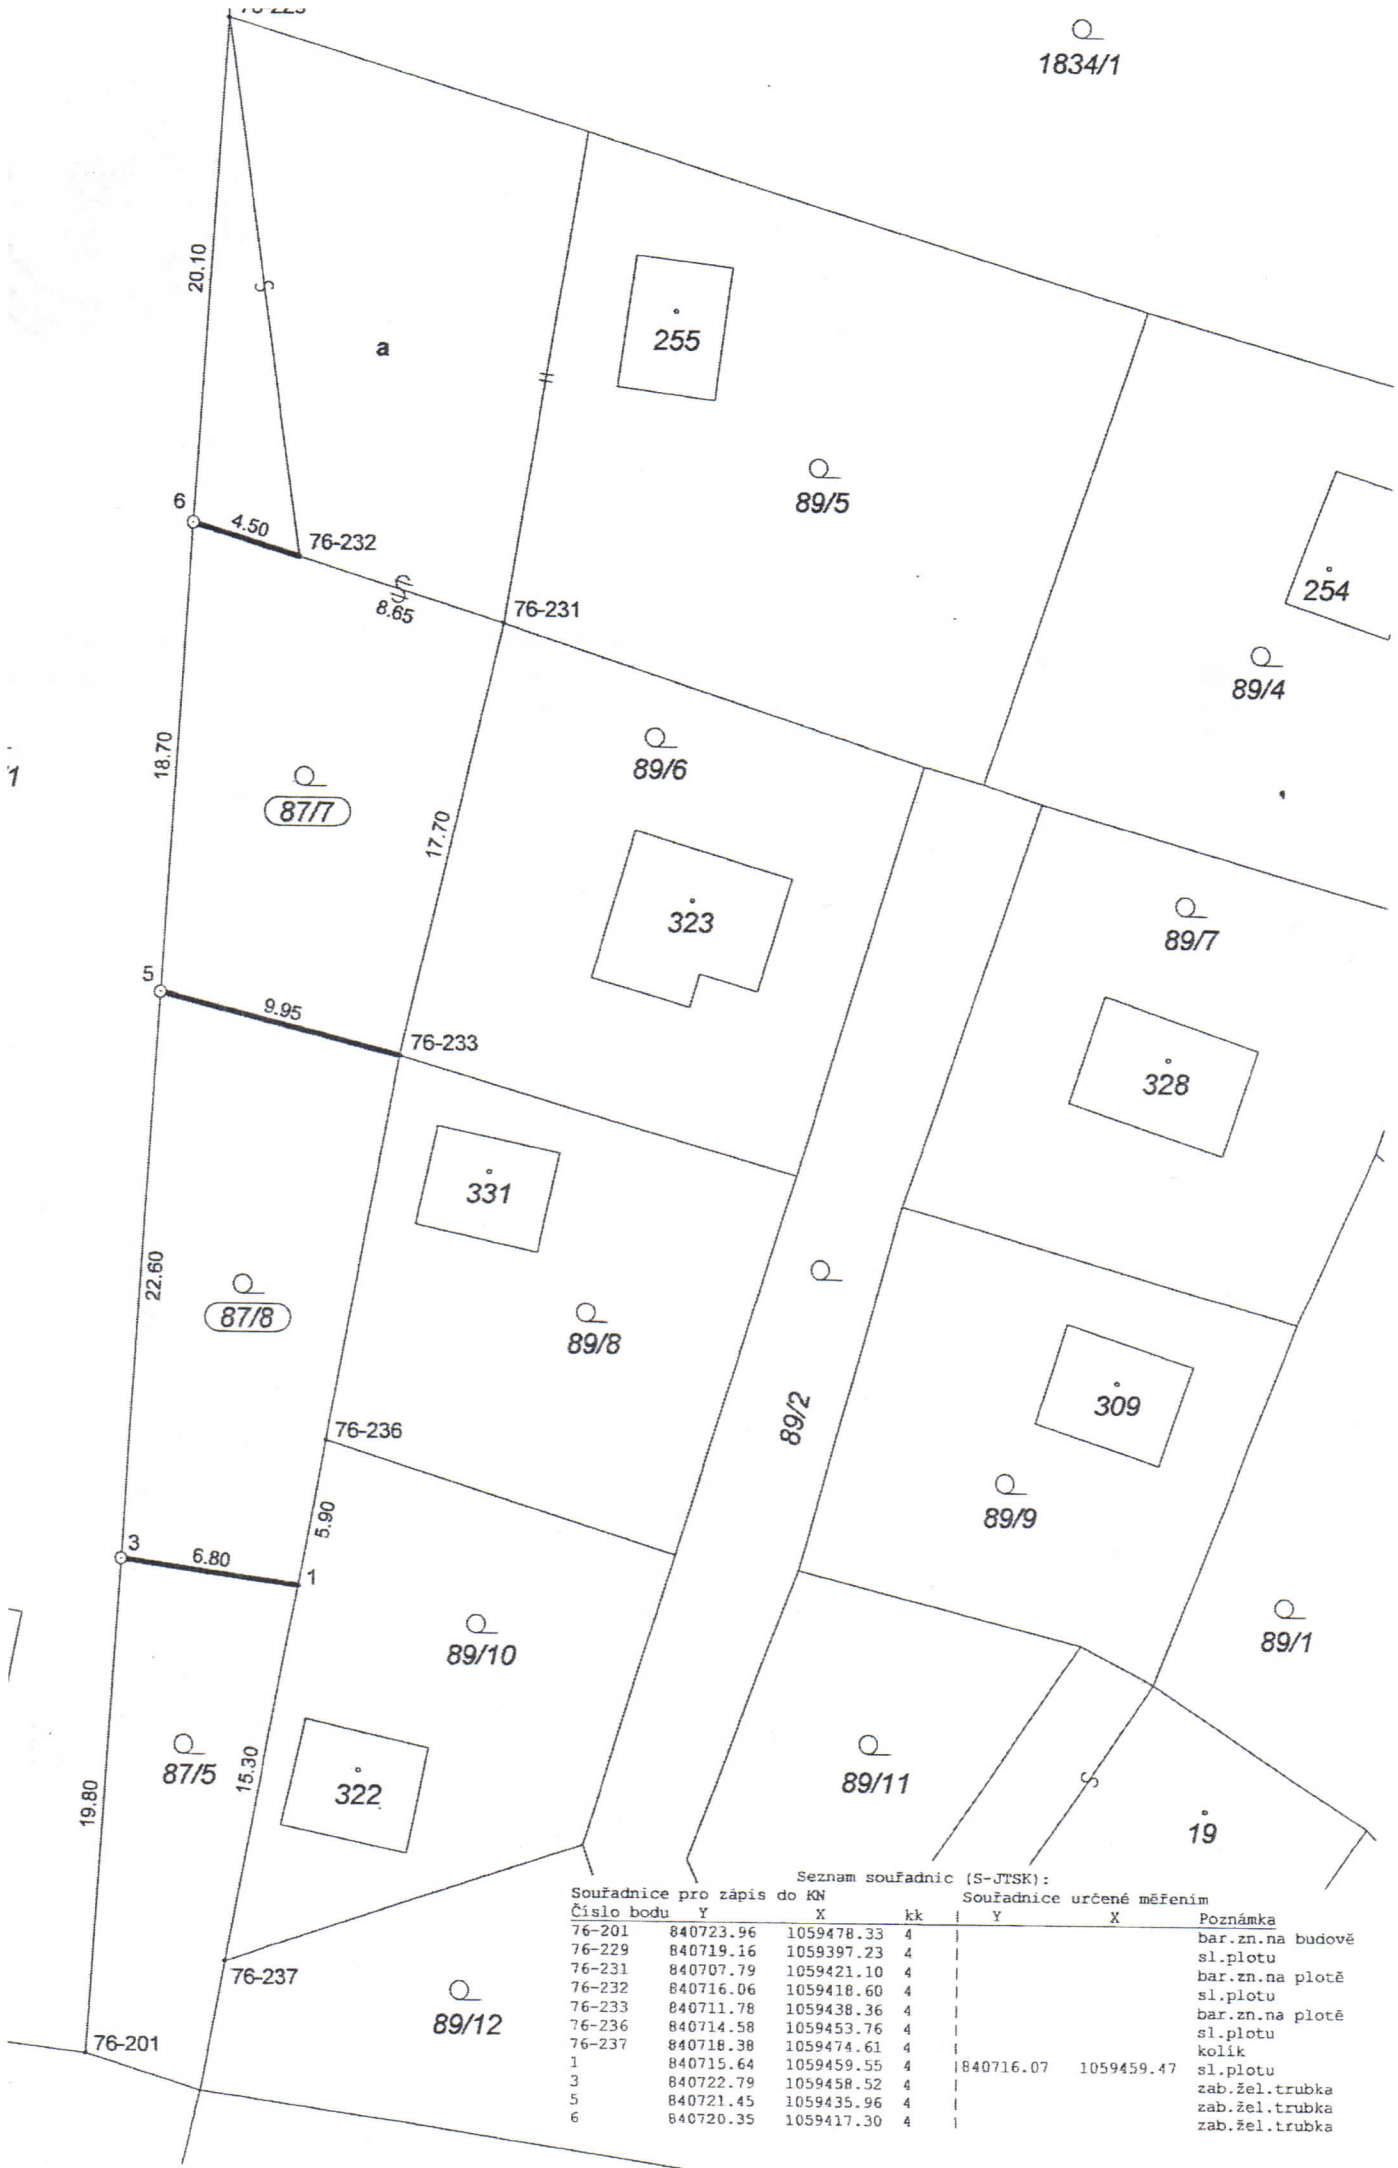 1834/1
20.10
a
255
89/5
6
4.50
76-232
8.65
76-231
254
89/4
18.70
89/6
87/7
17.70
323
89/7
5
9.95
76-233
328
331
22.60
87/8
89/8
89/2
309
76-236
89/9
5.90
3
6.80
1
89/10
89/1
87/5
15.30
322
19.80
89/11
19
76-237
89/12
76-201
Seznam souřadnic (S-JTSK):
Souřadnice pro zápis do KN Souřadnice určené měřením
Číslo bodu Y X kk Y X Poznámka
76-201 840723.96 1059478.33 4 bar.zn.na budově
76-229 840719.16 1059397.23 4 sl.plotu
76-231 840707.79 1059421.10 4 bar.zn.na plotě
76-232 840716.06 1059418.60 4 sl.plotu
76-233 840711.78 1059438.36 4 bar.zn.na plotě
76-236 840714.58 1059453.76 4 sl.plotu
76-237 840718.38 1059474.61 4 kolík
1 840715.64 1059459.55 4 840716.07 1059459.47 sl.plotu
3 840722.79 1059458.52 4 zab.žel.trubka
5 840721.45 1059435.96 4 zab.žel.trubka
6 840720.35 1059417.30 4 zab.žel.trubka